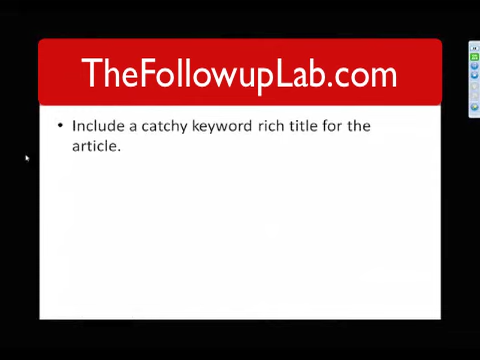 TheFollowupLab.com
• Include a catchy keyword rich title for the
article.